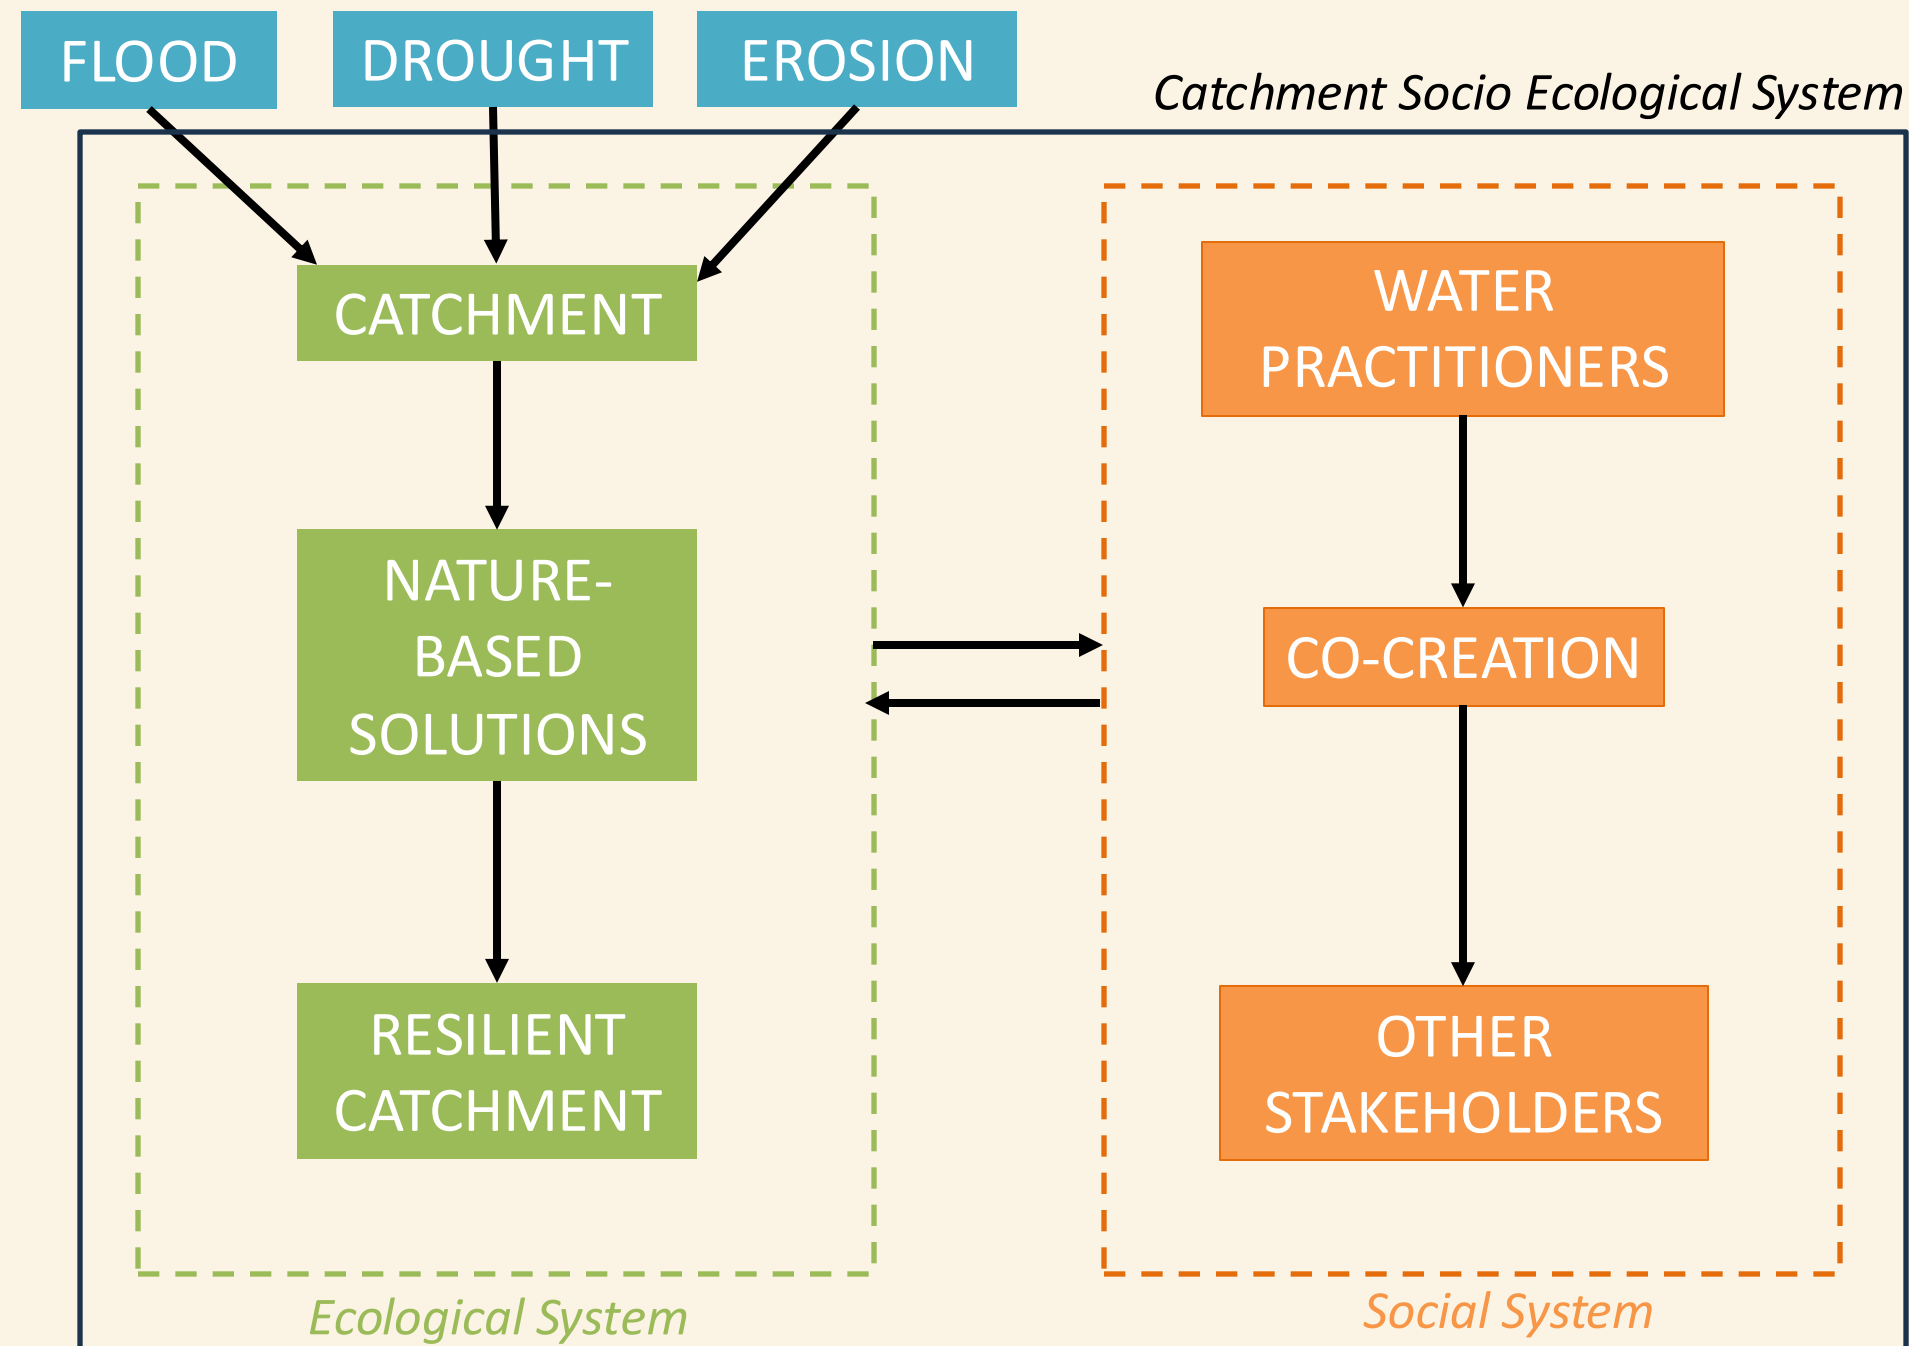 FLOOD
DROUGHT
EROSION
Catchment Socio Ecological System
CATCHMENT
NATURE-
BASED
SOLUTIONS
RESILIENT
CATCHMENT
Ecological System
WATER
PRACTITIONERS
CO-CREATION
OTHER
STAKEHOLDERS
Social System